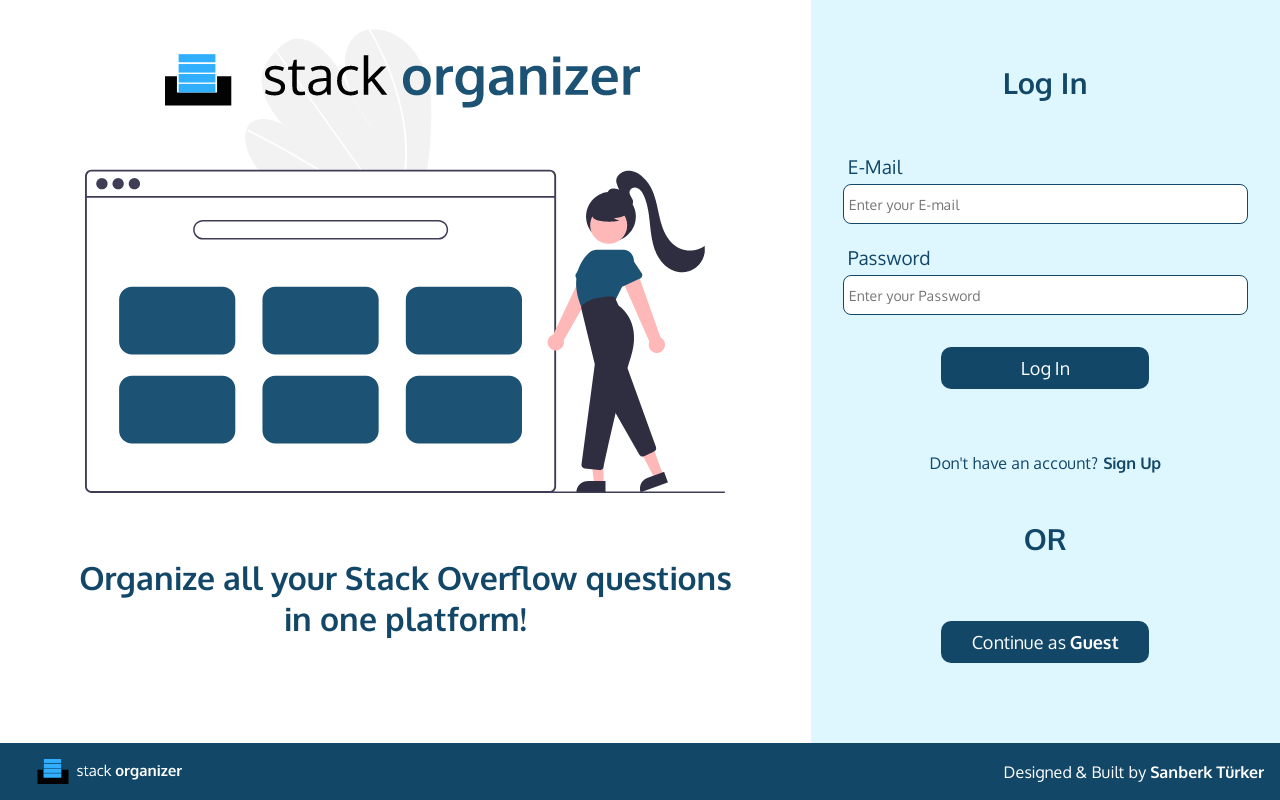 stack organizer
Organize all your Stack Overflow questions
in one platform!
Log In
E-Mail
Enter your E-mail
Password
Enter your Password
Log In
Don't have an account? Sign Up
OR
Continue as Guest
stack organizer
Designed & Built by Sanberk Türker